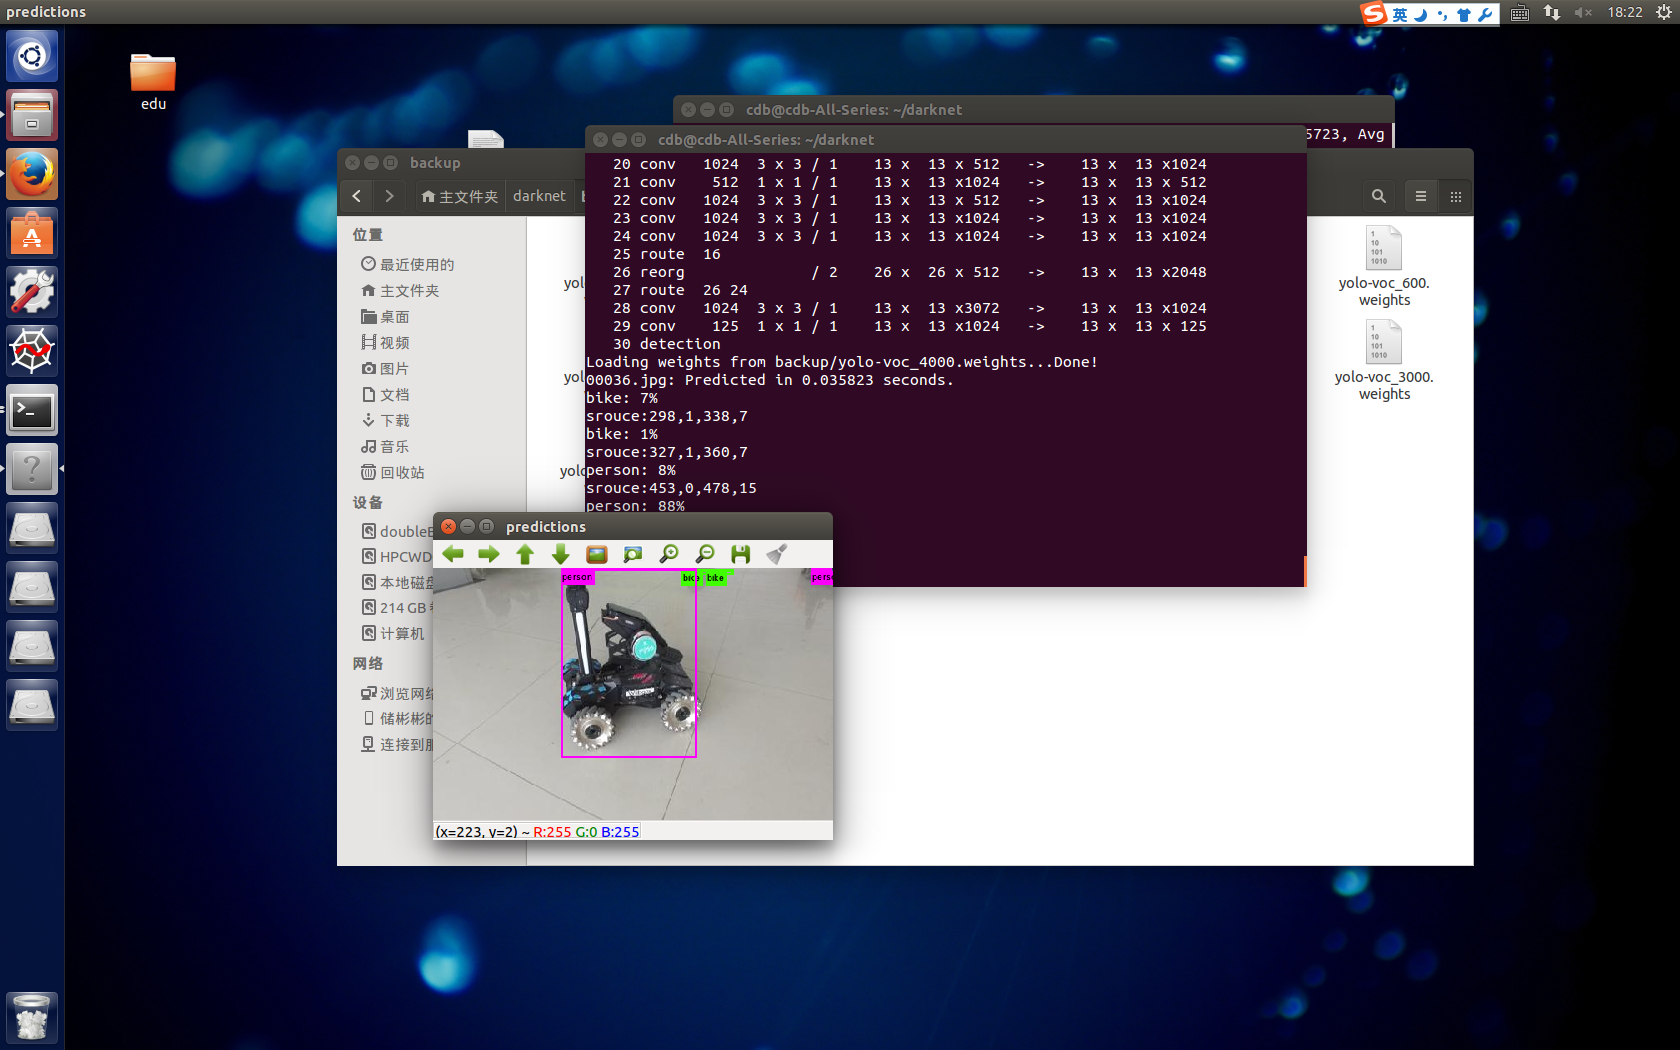 predictions
英
18:22
edu
cdb@cdb-All-Series: ~/darknet
5723, Avg
cdb@cdb-All-Series: ~/darknet
20 conv 1024 3 x 3 / 1 13 x 13 x 512 -> 13 x 13 x1024
21 conv 512 1 x 1 / 1 13 x 13 x1024 -> 13 x 13 x 512
22 conv 1024 3 x 3 / 1 13 x 13 x 512 -> 13 x 13 x1024
23 conv 1024 3 x 3 / 1 13 x 13 x1024 -> 13 x 13 x1024
24 conv 1024 3 x 3 / 1 13 x 13 x1024 -> 13 x 13 x1024
25 route 16
26 reorg / 2 26 x 26 x 512 -> 13 x 13 x2048
27 route 26 24
28 conv 1024 3 x 3 / 1 13 x 13 x3072 -> 13 x 13 x1024
29 conv 125 1 x 1 / 1 13 x 13 x1024 -> 13 x 13 x 125
30 detection
Loading weights from backup/yolo-voc_4000.weights...Done!
00036.jpg: Predicted in 0.035823 seconds.
bike: 7%
srouce:298,1,338,7
bike: 1%
srouce:327,1,360,7
person: 8%
srouce:453,0,478,15
person: 88%
backup
主文件夹
darknet
位置
最近使用的
主文件夹
桌面
视频
图片
文档
下载
音乐
回收站
设备
doubleE
HPCWD
本地磁盘
214 GB
计算机
网络
浏览网络
储彬彬的
连接到服
yolo
yolo
yolo
yolo-voc_600.
weights
yolo-voc_3000.
weights
predictions
person
bike
bike
perso
(x=223, y=2) ~ R:255 G:0 B:255